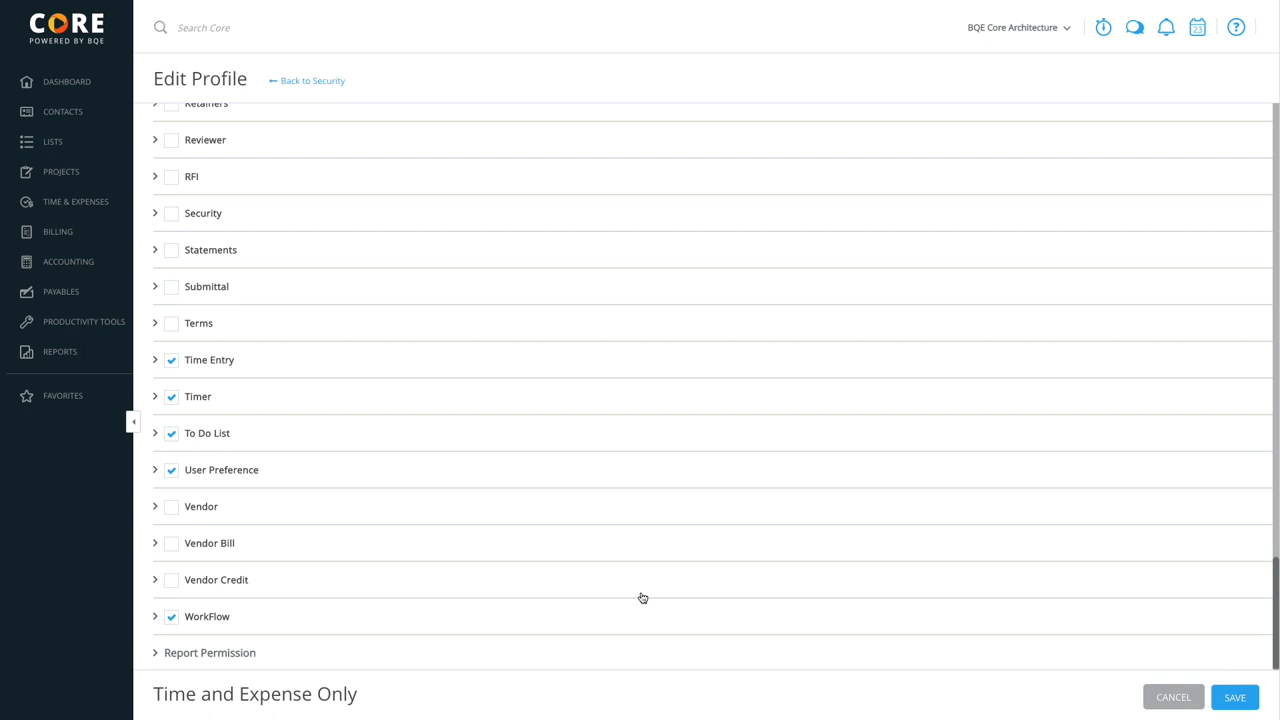 CORE
POWERED BY BQE
Search Core
BQE Core Architecture
23
?
Edit Profile
← Back to Security
DASHBOARD
CONTACTS
LISTS
PROJECTS
TIME & EXPENSES
BILLING
ACCOUNTING
PAYABLES
PRODUCTIVITY TOOLS
REPORTS
FAVORITES
Retainers
Reviewer
RFI
Security
Statements
Submittal
Terms
Time Entry
Timer
To Do List
User Preference
Vendor
Vendor Bill
Vendor Credit
WorkFlow
Report Permission
Time and Expense Only
CANCEL
SAVE